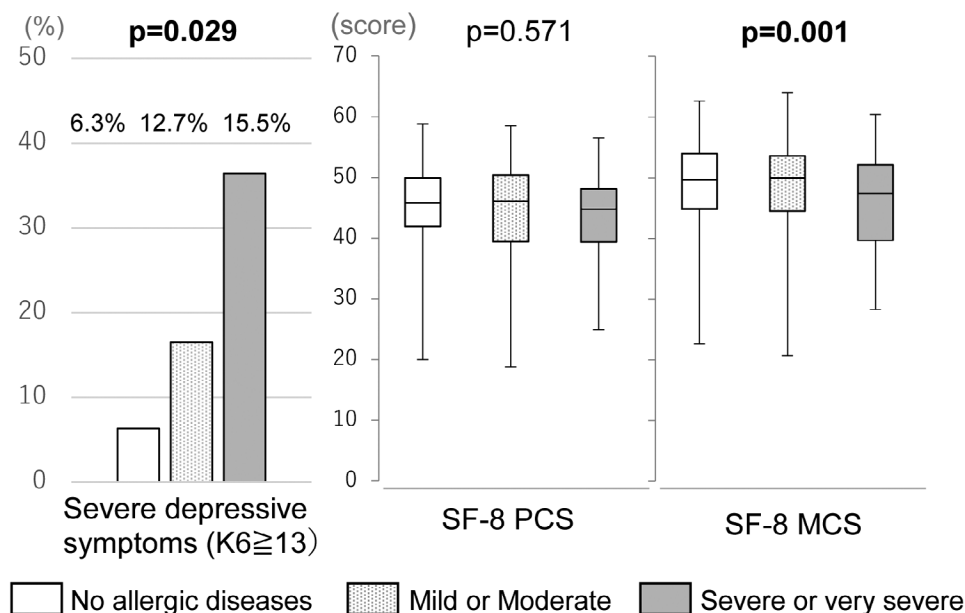 (%)
p=0.029
50
6.3% 12.7% 15.5%
40
30
20
10
0
Severe depressive
symptoms (K6≧13)
(score)
p=0.571
p=0.001
70
60
50
40
30
20
10
0
SF-8 PCS
SF-8 MCS
No allergic diseases
Mild or Moderate
Severe or very severe